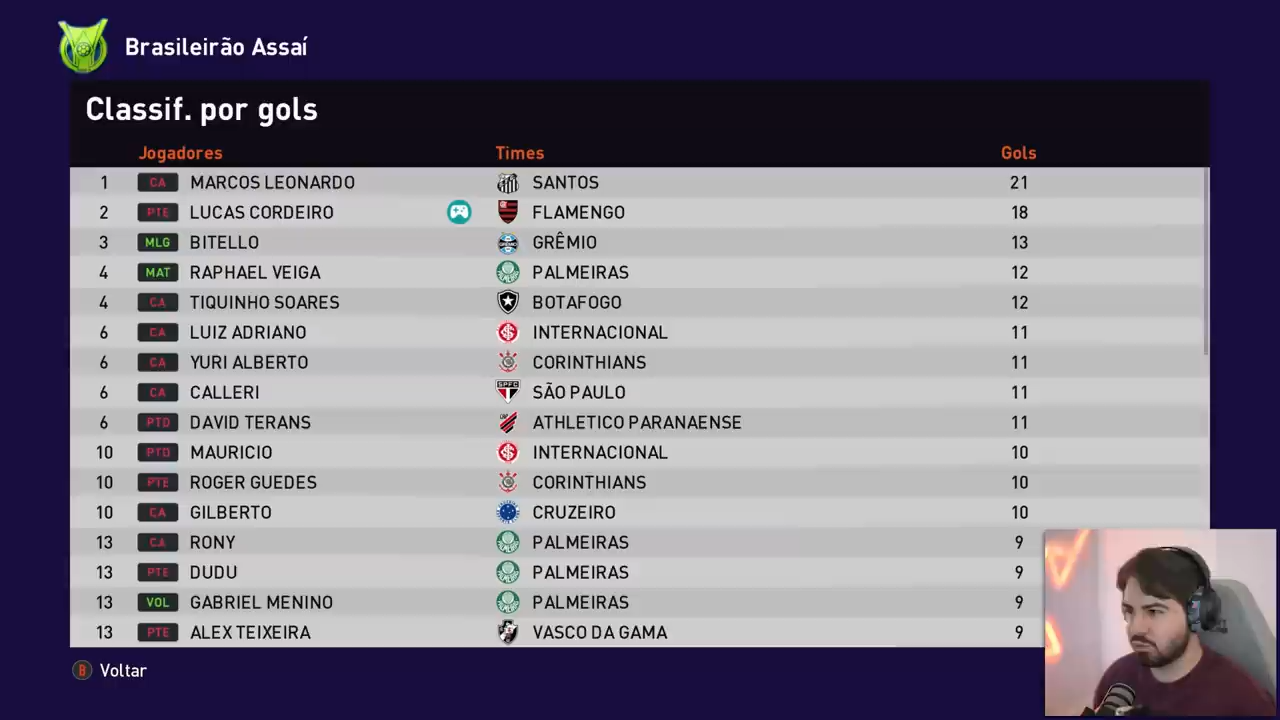 Brasileirão Assaí
Classif. por gols
Jogadores Times Gols
1 CA MARCOS LEONARDO SANTOS 21
2 PTE LUCAS CORDEIRO FLAMENGO 18
3 MLG BITELLO GRÊMIO 13
4 MAT RAPHAEL VEIGA PALMEIRAS 12
4 CA TIQUINHO SOARES BOTAFOGO 12
6 CA LUIZ ADRIANO INTERNACIONAL 11
6 CA YURI ALBERTO CORINTHIANS 11
6 CA CALLERI SPFC SÃO PAULO 11
6 PTD DAVID TERANS CAP ATHLETICO PARANAENSE 11
10 PTD MAURICIO INTERNACIONAL 10
10 PTE ROGER GUEDES CORINTHIANS 10
10 CA GILBERTO CRUZEIRO 10
13 CA RONY PALMEIRAS 9
13 PTE DUDU PALMEIRAS 9
13 VOL GABRIEL MENINO PALMEIRAS 9
13 PTE ALEX TEIXEIRA VASCO DA GAMA 9
B Voltar